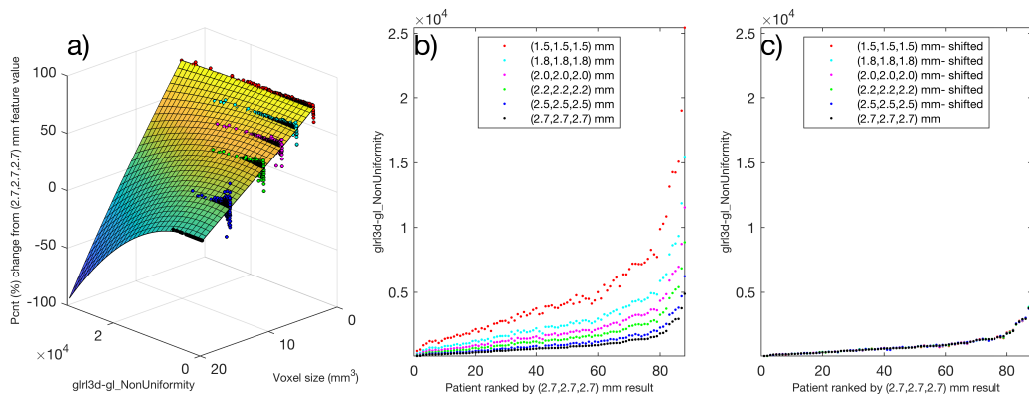 a)
100
50
0
-50
-100
Pcnt (%) change from (2.7,2.7,2.7) mm feature value
2
0
×10⁴
glrl3d-gl_NonUniformity
20
10
0
Voxel size (mm³)
b)
×10⁴
2.5
2
1.5
1
0.5
glrl3d-gl_NonUniformity
(1.5,1.5,1.5) mm
(1.8,1.8,1.8) mm
(2.0,2.0,2.0) mm
(2.2,2.2,2.2) mm
(2.5,2.5,2.5) mm
(2.7,2.7,2.7) mm
0 20 40 60 80
Patient ranked by (2.7,2.7,2.7) mm result
c)
×10⁴
2.5
2
1.5
1
0.5
glrl3d-gl_NonUniformity
(1.5,1.5,1.5) mm- shifted
(1.8,1.8,1.8) mm- shifted
(2.0,2.0,2.0) mm- shifted
(2.2,2.2,2.2) mm- shifted
(2.5,2.5,2.5) mm- shifted
(2.7,2.7,2.7) mm
0 20 40 60 80
Patient ranked by (2.7,2.7,2.7) mm result